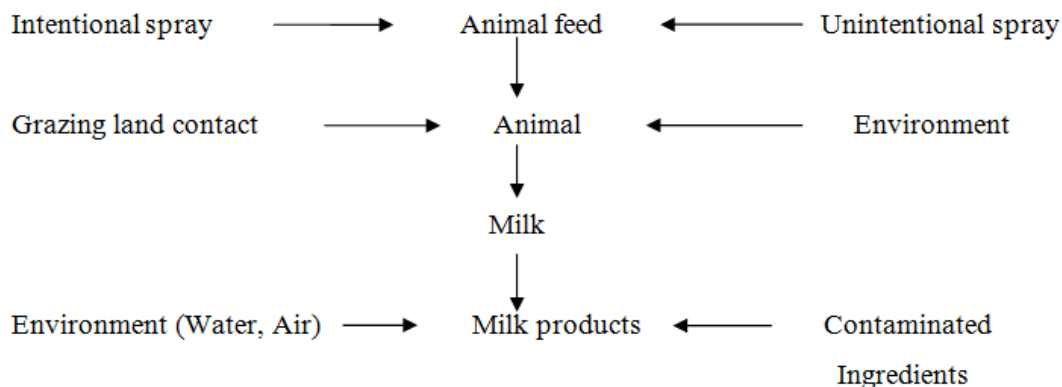 Intentional spray Animal feed Unintentional spray
Grazing land contact Animal Environment
Milk
Environment (Water, Air) Milk products Contaminated
Ingredients